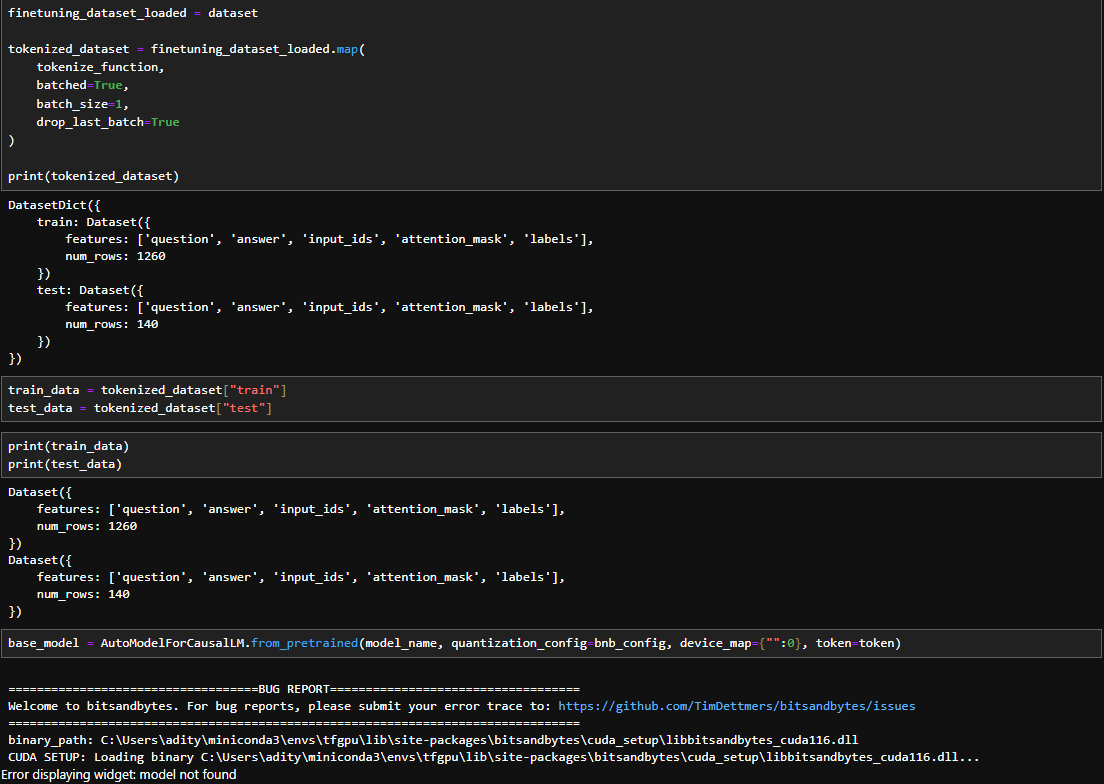 finetuning_dataset_loaded = dataset
tokenized_dataset = finetuning_dataset_loaded.map(
    tokenize_function,
    batched=True,
    batch_size=1,
    drop_last_batch=True
)
print(tokenized_dataset)
DatasetDict({
    train: Dataset({
        features: ['question', 'answer', 'input_ids', 'attention_mask', 'labels'],
        num_rows: 1260
    })
    test: Dataset({
        features: ['question', 'answer', 'input_ids', 'attention_mask', 'labels'],
        num_rows: 140
    })
})
train_data = tokenized_dataset["train"]
test_data = tokenized_dataset["test"]
print(train_data)
print(test_data)
Dataset({
    features: ['question', 'answer', 'input_ids', 'attention_mask', 'labels'],
    num_rows: 1260
})
Dataset({
    features: ['question', 'answer', 'input_ids', 'attention_mask', 'labels'],
    num_rows: 140
})
base_model = AutoModelForCausalLM.from_pretrained(model_name, quantization_config=bnb_config, device_map={"":0}, token=token)
===================================BUG REPORT===================================
Welcome to bitsandbytes. For bug reports, please submit your error trace to: https://github.com/TimDettmers/bitsandbytes/issues
================================================================================
binary_path: C:\Users\adity\miniconda3\envs\tfgpu\lib\site-packages\bitsandbytes\cuda_setup\libbitsandbytes_cuda116.dll
CUDA SETUP: Loading binary C:\Users\adity\miniconda3\envs\tfgpu\lib\site-packages\bitsandbytes\cuda_setup\libbitsandbytes_cuda116.dll...
Error displaying widget: model not found